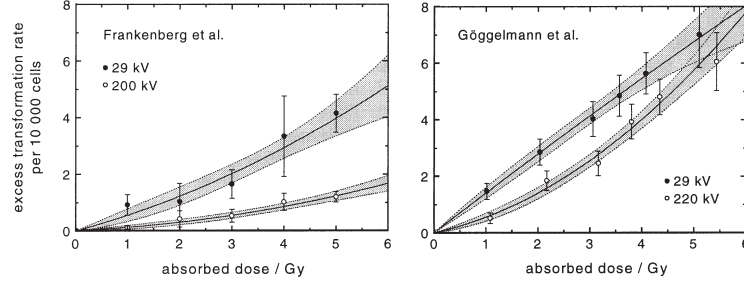 excess transformation rate
per 10 000 cells
8
6
4
2
0
Frankenberg et al.
29 kV
200 kV
0 1 2 3 4 5 6
absorbed dose / Gy
8
6
4
2
0
Göggelmann et al.
29 kV
220 kV
0 1 2 3 4 5 6
absorbed dose / Gy